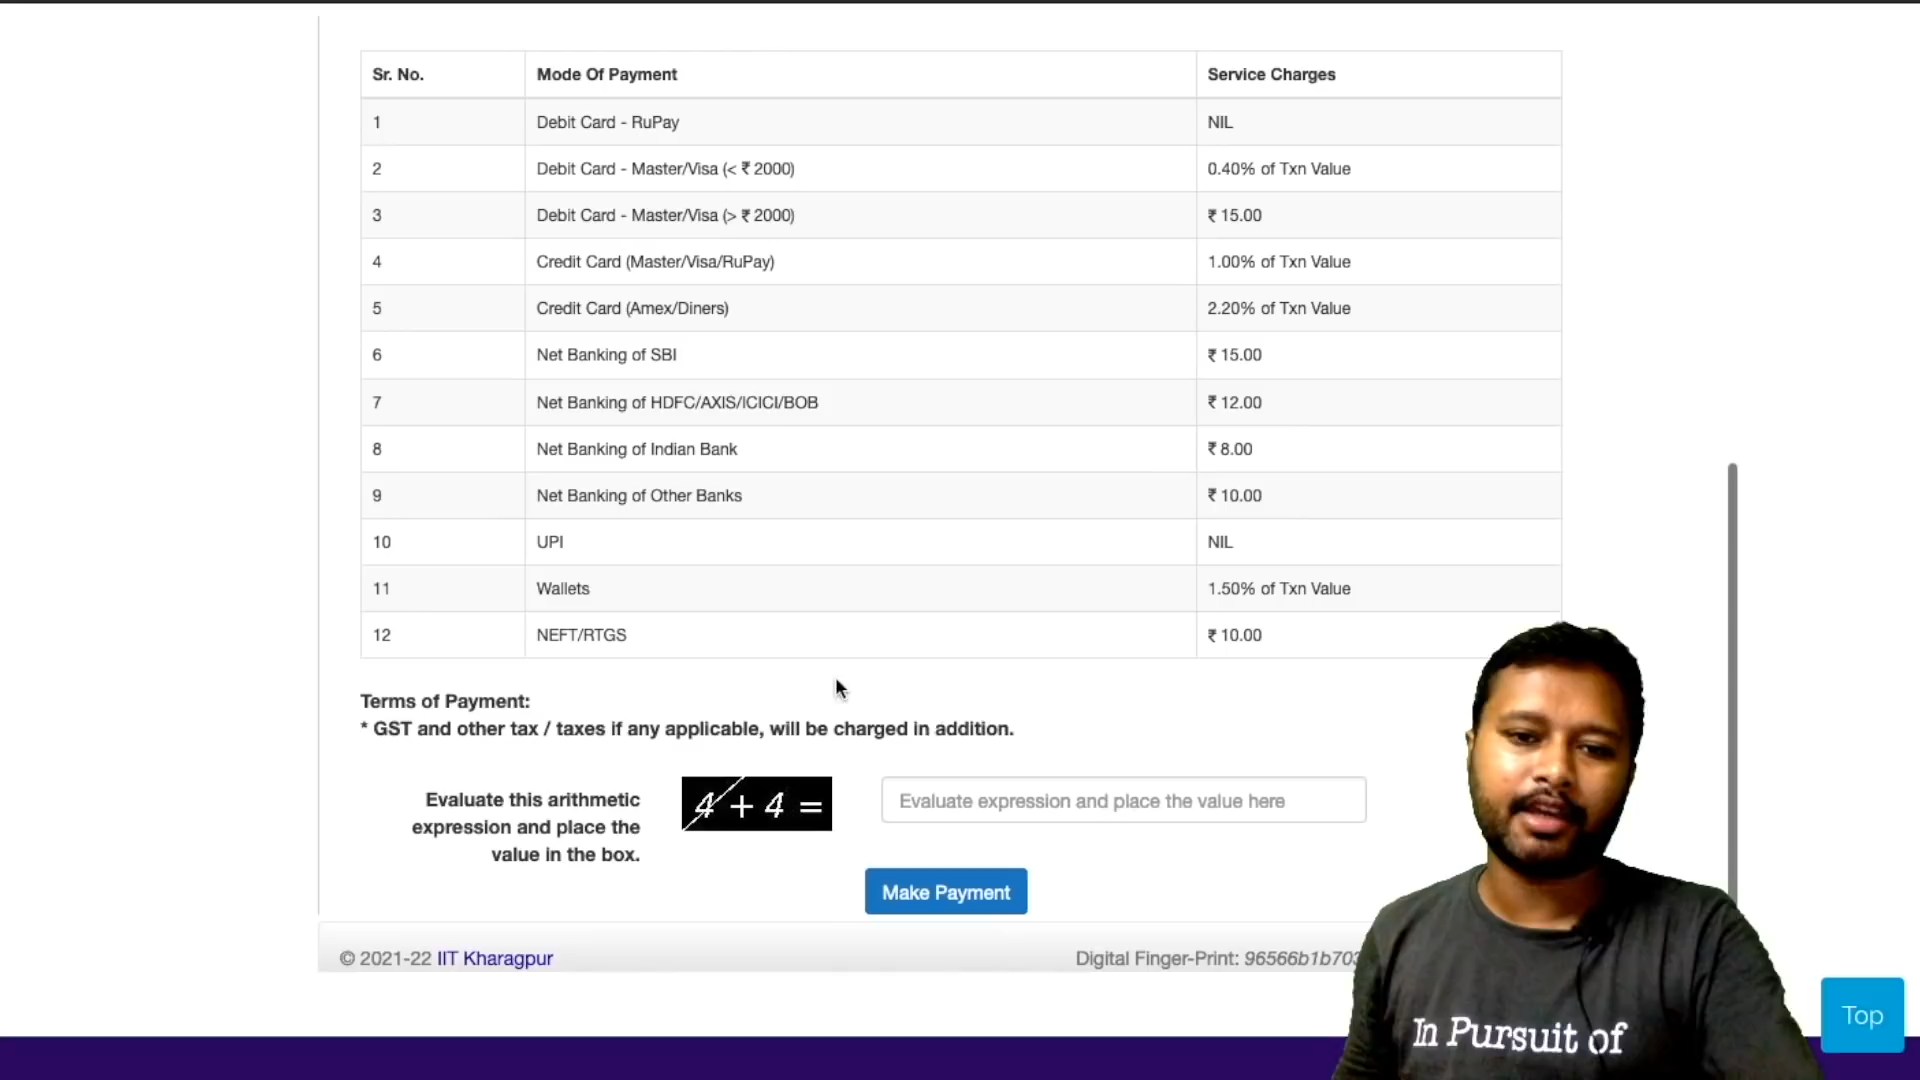 Sr. No. Mode Of Payment Service Charges
1 Debit Card - RuPay NIL
2 Debit Card - Master/Visa (< ₹ 2000) 0.40% of Txn Value
3 Debit Card - Master/Visa (> ₹ 2000) ₹ 15.00
4 Credit Card (Master/Visa/RuPay) 1.00% of Txn Value
5 Credit Card (Amex/Diners) 2.20% of Txn Value
6 Net Banking of SBI ₹ 15.00
7 Net Banking of HDFC/AXIS/ICICI/BOB ₹ 12.00
8 Net Banking of Indian Bank ₹ 8.00
9 Net Banking of Other Banks ₹ 10.00
10 UPI NIL
11 Wallets 1.50% of Txn Value
12 NEFT/RTGS ₹ 10.00
Terms of Payment:
* GST and other tax / taxes if any applicable, will be charged in addition.
Evaluate this arithmetic
expression and place the
value in the box.
4 + 4 =
Evaluate expression and place the value here
Make Payment
© 2021-22 IIT Kharagpur
Digital Finger-Print: 96566b1b703
In Pursuit of
Top